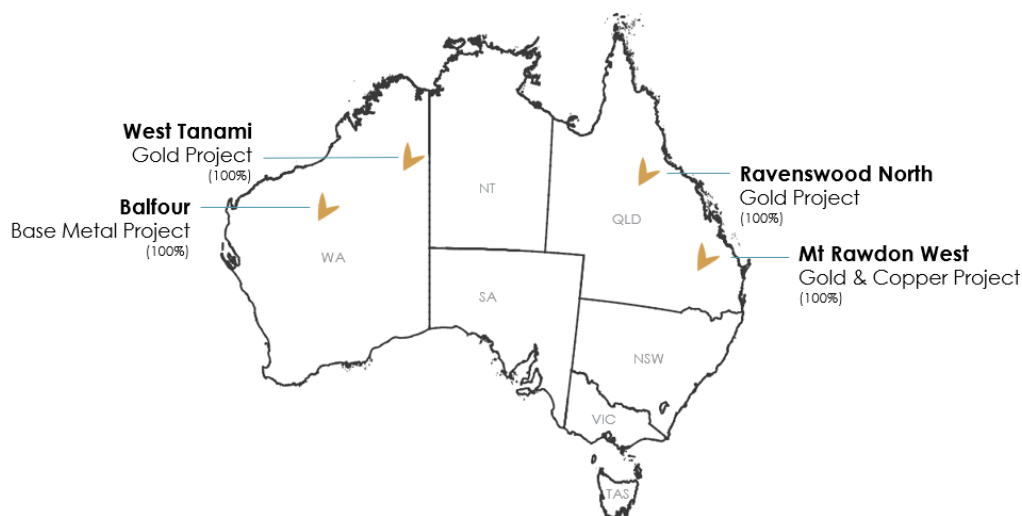 West Tanami
Gold Project
(100%)
Balfour
Base Metal Project
(100%)
Ravenswood North
Gold Project
(100%)
Mt Rawdon West
Gold & Copper Project
(100%)
NT
QLD
WA
SA
NSW
VIC
TAS